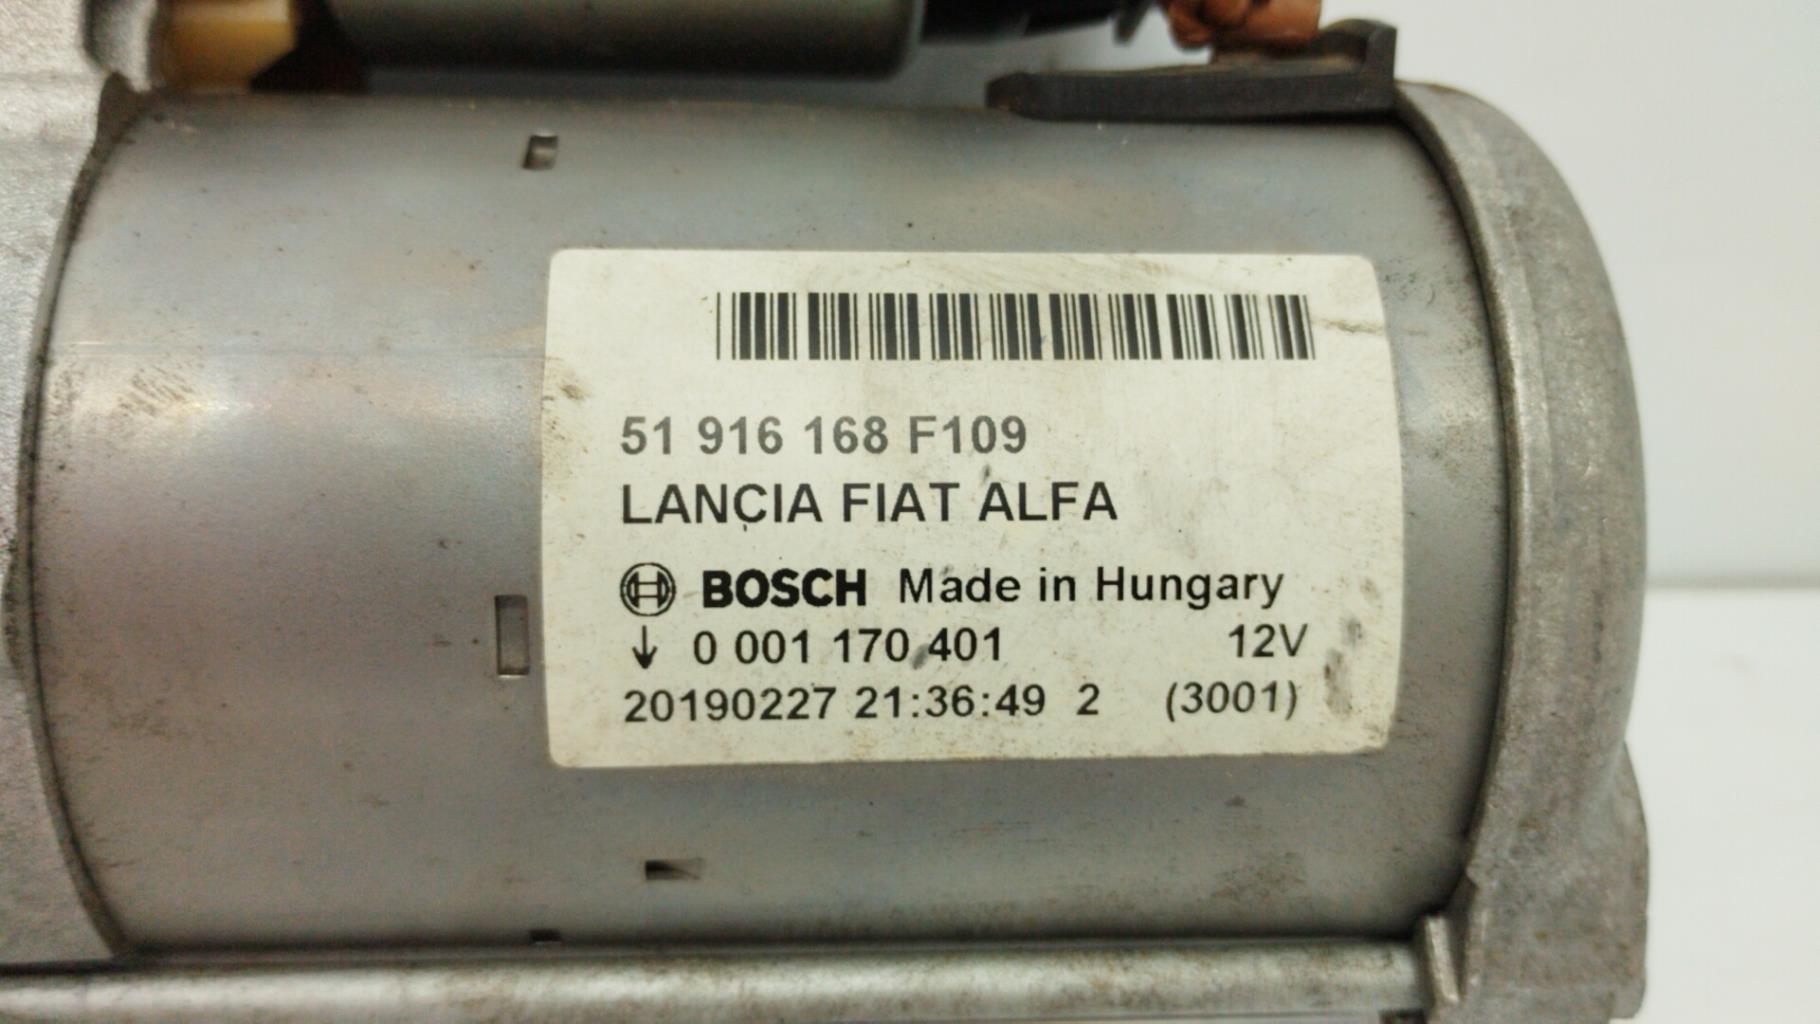 51 916 168 F109
LANCIA FIAT ALFA
BOSCH Made in Hungary
↓ 0 001 170 401 12V
20190227 21:36:49 2 (3001)